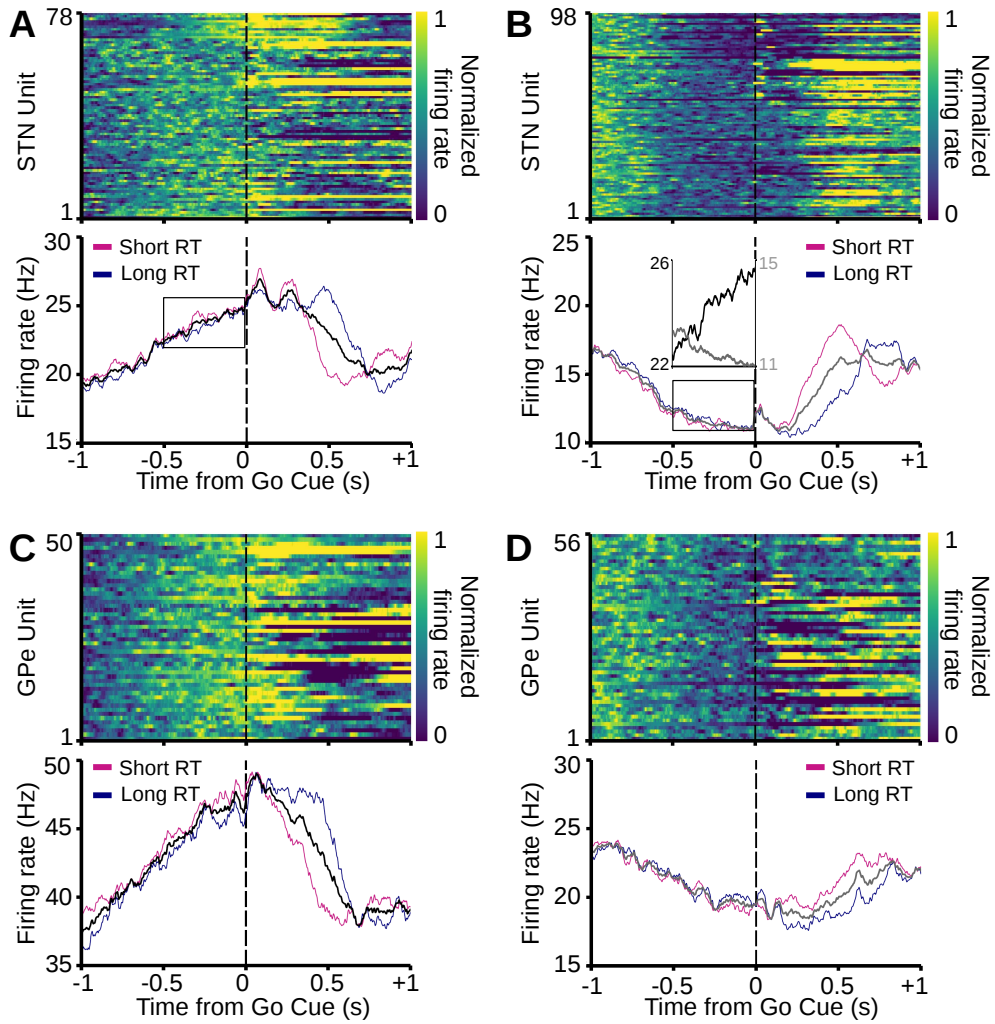 A
78
STN Unit
1
1
Normalized
firing rate
0
30
25
20
15
Firing rate (Hz)
Short RT
Long RT
-1
-0.5
0
0.5
+1
Time from Go Cue (s)
B
98
STN Unit
1
1
Normalized
firing rate
0
25
20
15
10
Firing rate (Hz)
26
22
15
11
Short RT
Long RT
-1
-0.5
0
0.5
+1
Time from Go Cue (s)
C
50
GPe Unit
1
1
Normalized
firing rate
0
50
45
40
35
Firing rate (Hz)
Short RT
Long RT
-1
-0.5
0
0.5
+1
Time from Go Cue (s)
D
56
GPe Unit
1
1
Normalized
firing rate
0
30
25
20
15
Firing rate (Hz)
Short RT
Long RT
-1
-0.5
0
0.5
+1
Time from Go Cue (s)